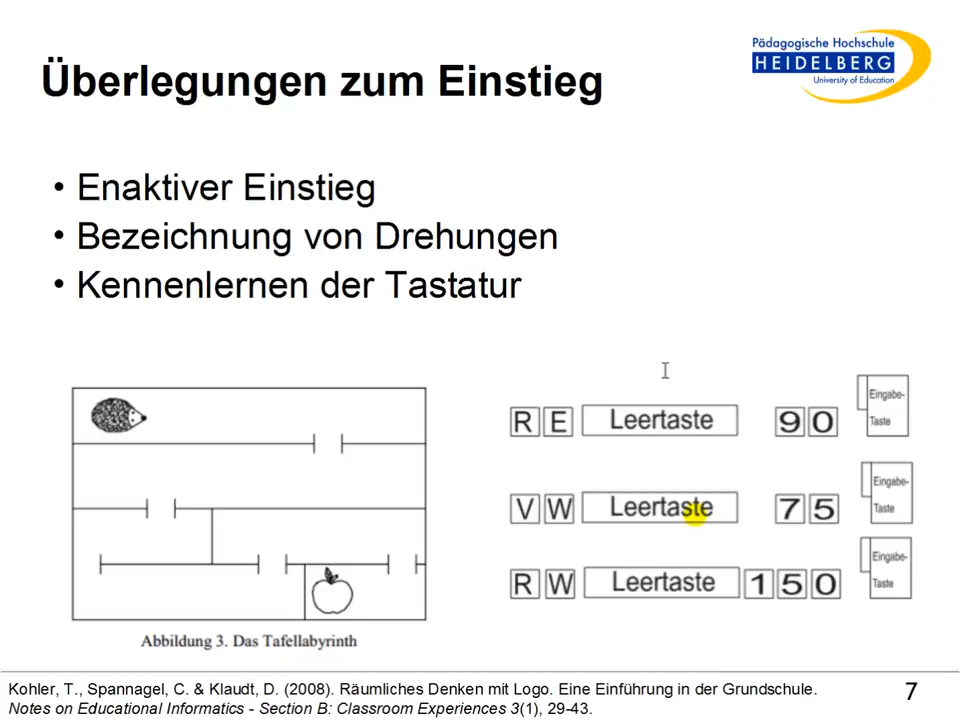 Pädagogische Hochschule
HEIDELBERG
University of Education
Überlegungen zum Einstieg
• Enaktiver Einstieg
• Bezeichnung von Drehungen
• Kennenlernen der Tastatur
R E Leertaste 9 0 Eingabe-
Taste
V W Leertaste 7 5 Eingabe-
Taste
R W Leertaste 1 5 0 Eingabe-
Taste
Abbildung 3. Das Tafellabyrinth
Kohler, T., Spannagel, C. & Klaudt, D. (2008). Räumliches Denken mit Logo. Eine Einführung in der Grundschule.
Notes on Educational Informatics - Section B: Classroom Experiences 3(1), 29-43.
7